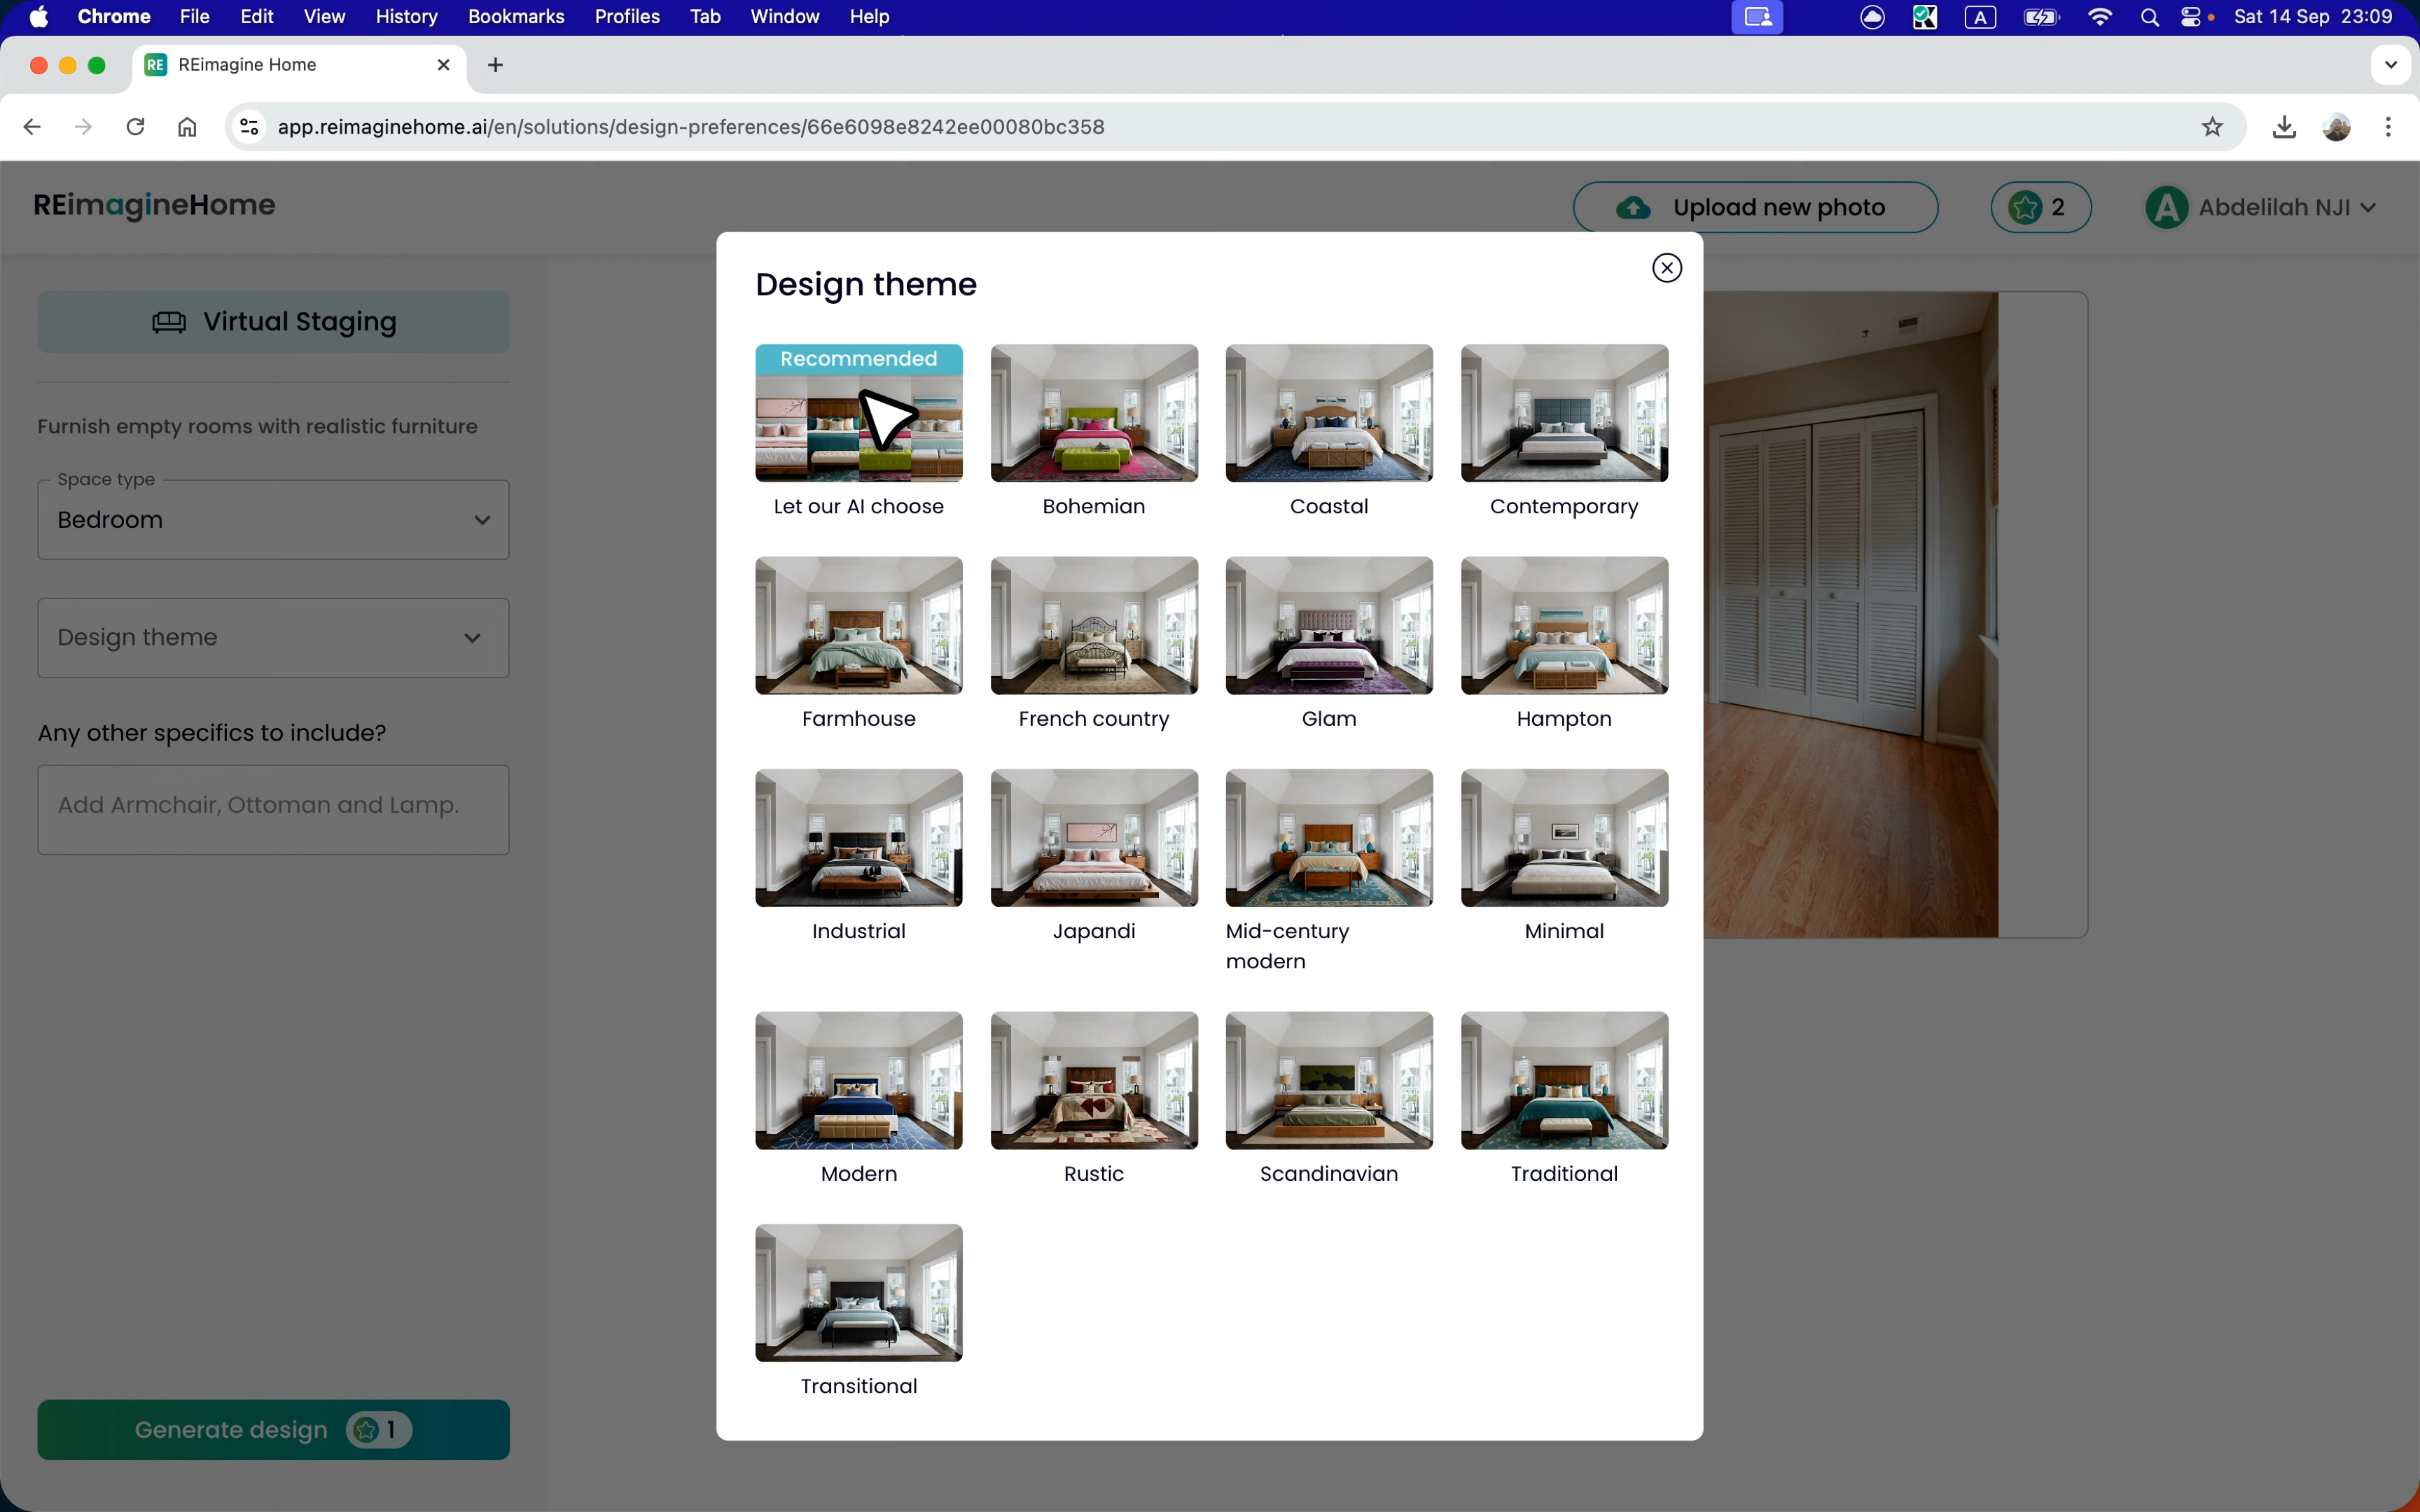 Chrome File Edit View History Bookmarks Profiles Tab Window Help A Sat 14 Sep 23:09
RE REimagine Home
app.reimaginehome.ai/en/solutions/design-preferences/66e6098e8242ee00080bc358
REimagineHome Upload new photo 2 A Abdelilah NJI
Virtual Staging
Furnish empty rooms with realistic furniture
Space type
Bedroom
Design theme
Any other specifics to include?
Add Armchair, Ottoman and Lamp.
Generate design 1
Design theme
Recommended
Let our AI choose Bohemian Coastal Contemporary
Farmhouse French country Glam Hampton
Industrial Japandi Mid-century Minimal
modern
Modern Rustic Scandinavian Traditional
Transitional